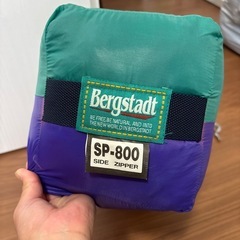 Bergstadt
BE FREE, BE NATURAL AND INTO
THE NEW WORLD IN BERGSTADT.
SP-800
SIDE ZIPPER